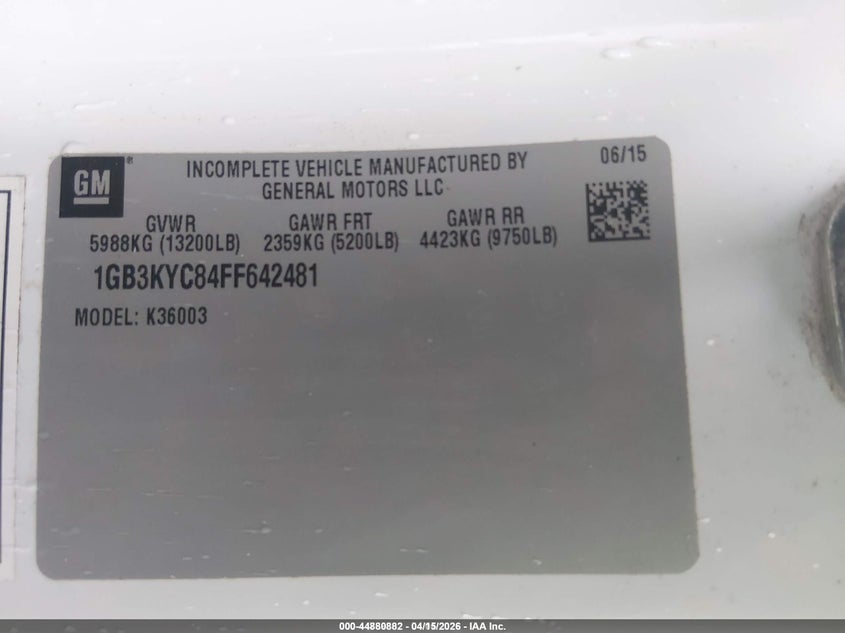 GM®
INCOMPLETE VEHICLE MANUFACTURED BY
GENERAL MOTORS LLC
06/15
GVWR
5988KG (13200LB)
GAWR FRT
2359KG (5200LB)
GAWR RR
4423KG (9750LB)
1GB3KYC84FF642481
MODEL: K36003
000-44880882 - 04/15/2026 - IAA Inc.